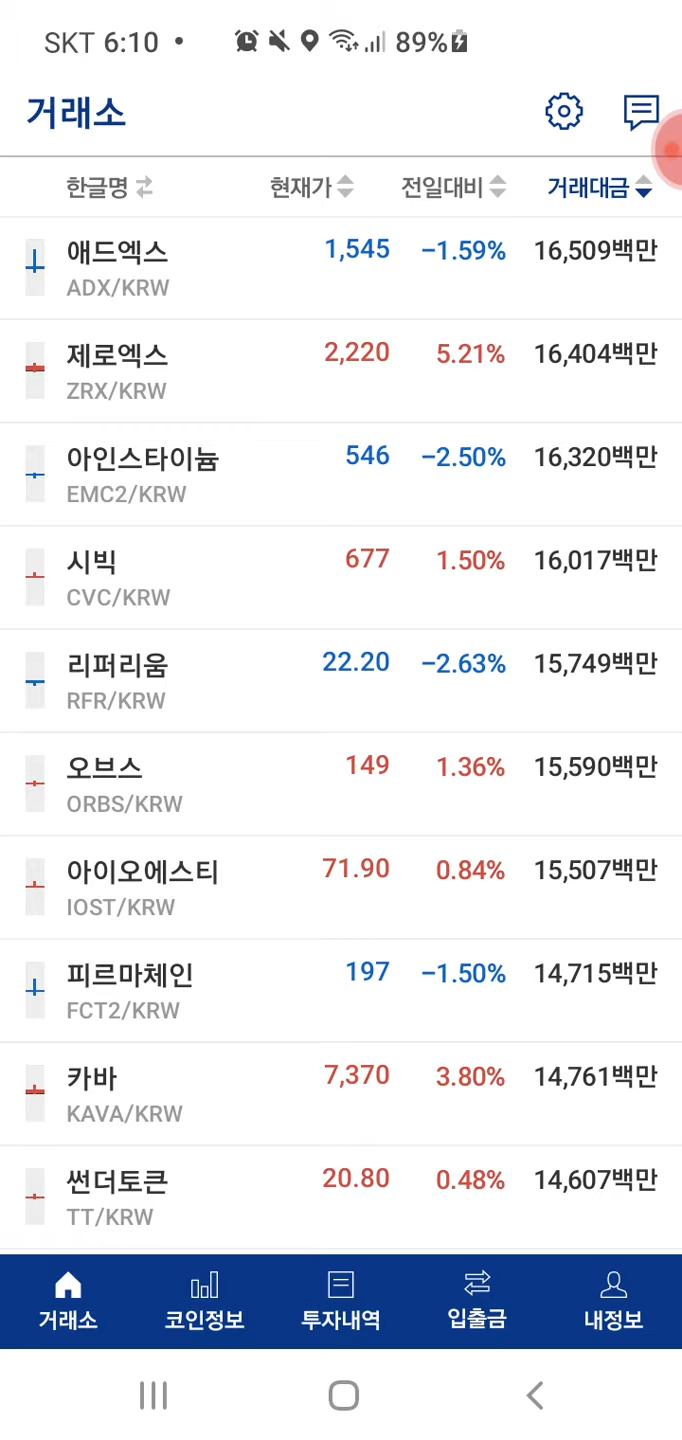 SKT 6:10 • 89%
거래소
한글명 현재가 전일대비 거래대금
애드엑스 1,545 −1.59% 16,509백만
ADX/KRW
제로엑스 2,220 5.21% 16,404백만
ZRX/KRW
아인스타이늄 546 −2.50% 16,320백만
EMC2/KRW
시빅 677 1.50% 16,017백만
CVC/KRW
리퍼리움 22.20 −2.63% 15,749백만
RFR/KRW
오브스 149 1.36% 15,590백만
ORBS/KRW
아이오에스티 71.90 0.84% 15,507백만
IOST/KRW
피르마체인 197 −1.50% 14,715백만
FCT2/KRW
카바 7,370 3.80% 14,761백만
KAVA/KRW
썬더토큰 20.80 0.48% 14,607백만
TT/KRW
거래소 코인정보 투자내역 입출금 내정보